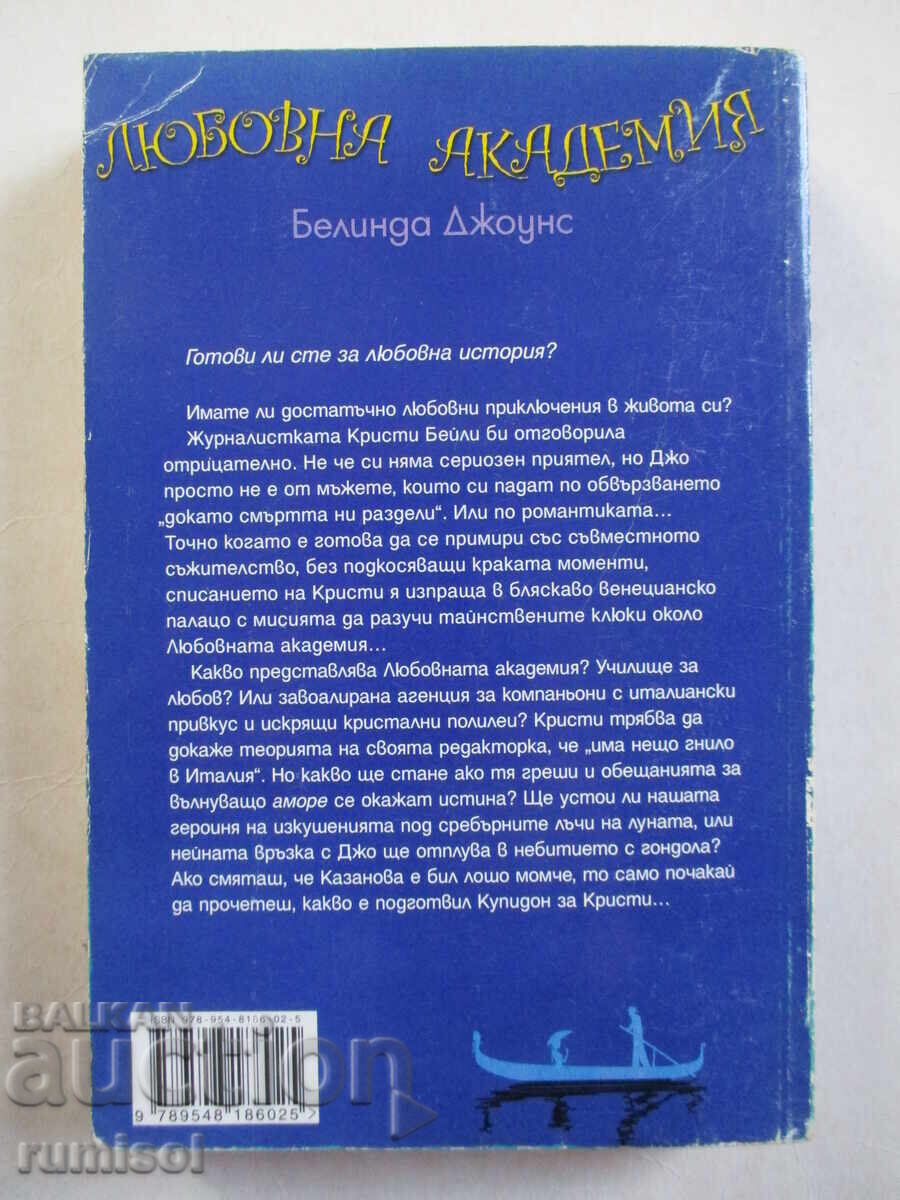 ЛЮБОВНА АКАДЕМИЯ
Белинда Джоунс
Готови ли сте за любовна история?
Имате ли достатъчно любовни приключения в живота си?
Журналистката Кристи Бейли би отговорила
отрицателно. Не че си няма сериозен приятел, но Джо
просто не е от мъжете, които си падат по обвързването
„докато смъртта ни раздели“. Или по романтиката...
Точно когато е готова да се примири със съвместното
съжителство, без подкосяващи краката моменти,
списанието на Кристи я изпраща в бляскаво венецианско
палацо с мисията да разучи тайнствените клюки около
Любовната академия...
Какво представлява Любовната академия? Училище за
любов? Или завоалирана агенция за компаньони с италиански
привкус и искрящи кристални полилеи? Кристи трябва да
докаже теорията на своята редакторка, че „има нещо гнило
в Италия“. Но какво ще стане ако тя греши и обещанията за
вълнуващо аморе се окажат истина? Ще устои ли нашата
героиня на изкушенията под сребърните лъчи на луната, или
нейната връзка с Джо ще отплува в небитието с гондола?
Ако смяташ, че Казанова е бил лошо момче, то само почакай
да прочетеш, какво е подготвил Купидон за Кристи...
ISBN 978-954-8186-02-5
9 789548 186025 >
BALKAN
auction
rumisol